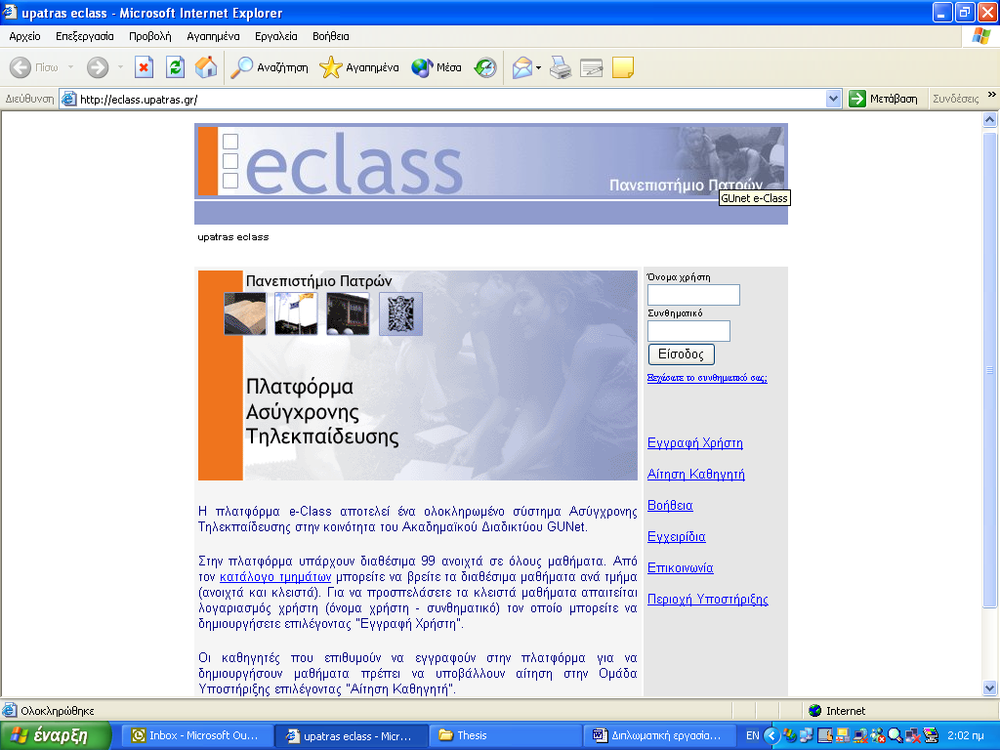 upatras eclass - Microsoft Internet Explorer
Αρχείο Επεξεργασία Προβολή Αγαπημένα Εργαλεία Βοήθεια
Πίσω Αναζήτηση Αγαπημένα Μέσα
Διεύθυνση http://eclass.upatras.gr/ Μετάβαση Συνδέσεις »
eclass
Πανεπιστήμιο Πατρών
GUnet e-Class
upatras eclass
Πανεπιστήμιο Πατρών
Πλατφόρμα
Ασύγχρονης
Τηλεκπαίδευσης
Η πλατφόρμα e-Class αποτελεί ένα ολοκληρωμένο σύστημα Ασύγχρονης
Τηλεκπαίδευσης στην κοινότητα του Ακαδημαϊκού Διαδικτύου GUNet.
Στην πλατφόρμα υπάρχουν διαθέσιμα 99 ανοιχτά σε όλους μαθήματα. Από
τον κατάλογο τμημάτων μπορείτε να βρείτε τα διαθέσιμα μαθήματα ανά τμήμα
(ανοιχτά και κλειστά). Για να προσπελάσετε τα κλειστά μαθήματα απαιτείται
λογαριασμός χρήστη (όνομα χρήστη - συνθηματικό) τον οποίο μπορείτε να
δημιουργήσετε επιλέγοντας "Εγγραφή Χρήστη".
Οι καθηγητές που επιθυμούν να εγγραφούν στην πλατφόρμα για να
δημιουργήσουν μαθήματα πρέπει να υποβάλλουν αίτηση στην Ομάδα
Υποστήριξης επιλέγοντας "Αίτηση Καθηγητή".
Όνομα χρήστη
Συνθηματικό
Είσοδος
Ξεχάσατε το συνθηματικό σας;
Εγγραφή Χρήστη
Αίτηση Καθηγητή
Βοήθεια
Εγχειρίδια
Επικοινωνία
Περιοχή Υποστήριξης
Ολοκληρώθηκε Internet
έναρξη Inbox - Microsoft Ou... upatras eclass - Micr... Thesis Διπλωματική εργασία... EN 2:02 πμ